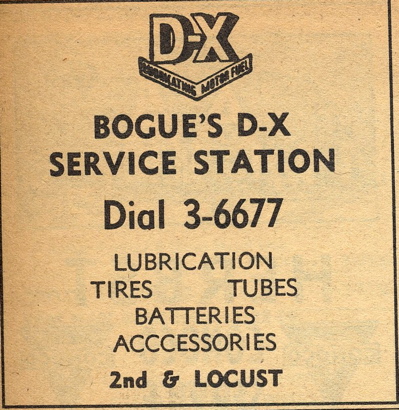 D-X
LUBRICATING MOTOR FUEL
BOGUE'S D-X
SERVICE STATION
Dial 3-6677
LUBRICATION
TIRES TUBES
BATTERIES
ACCCESSORIES
2nd & LOCUST